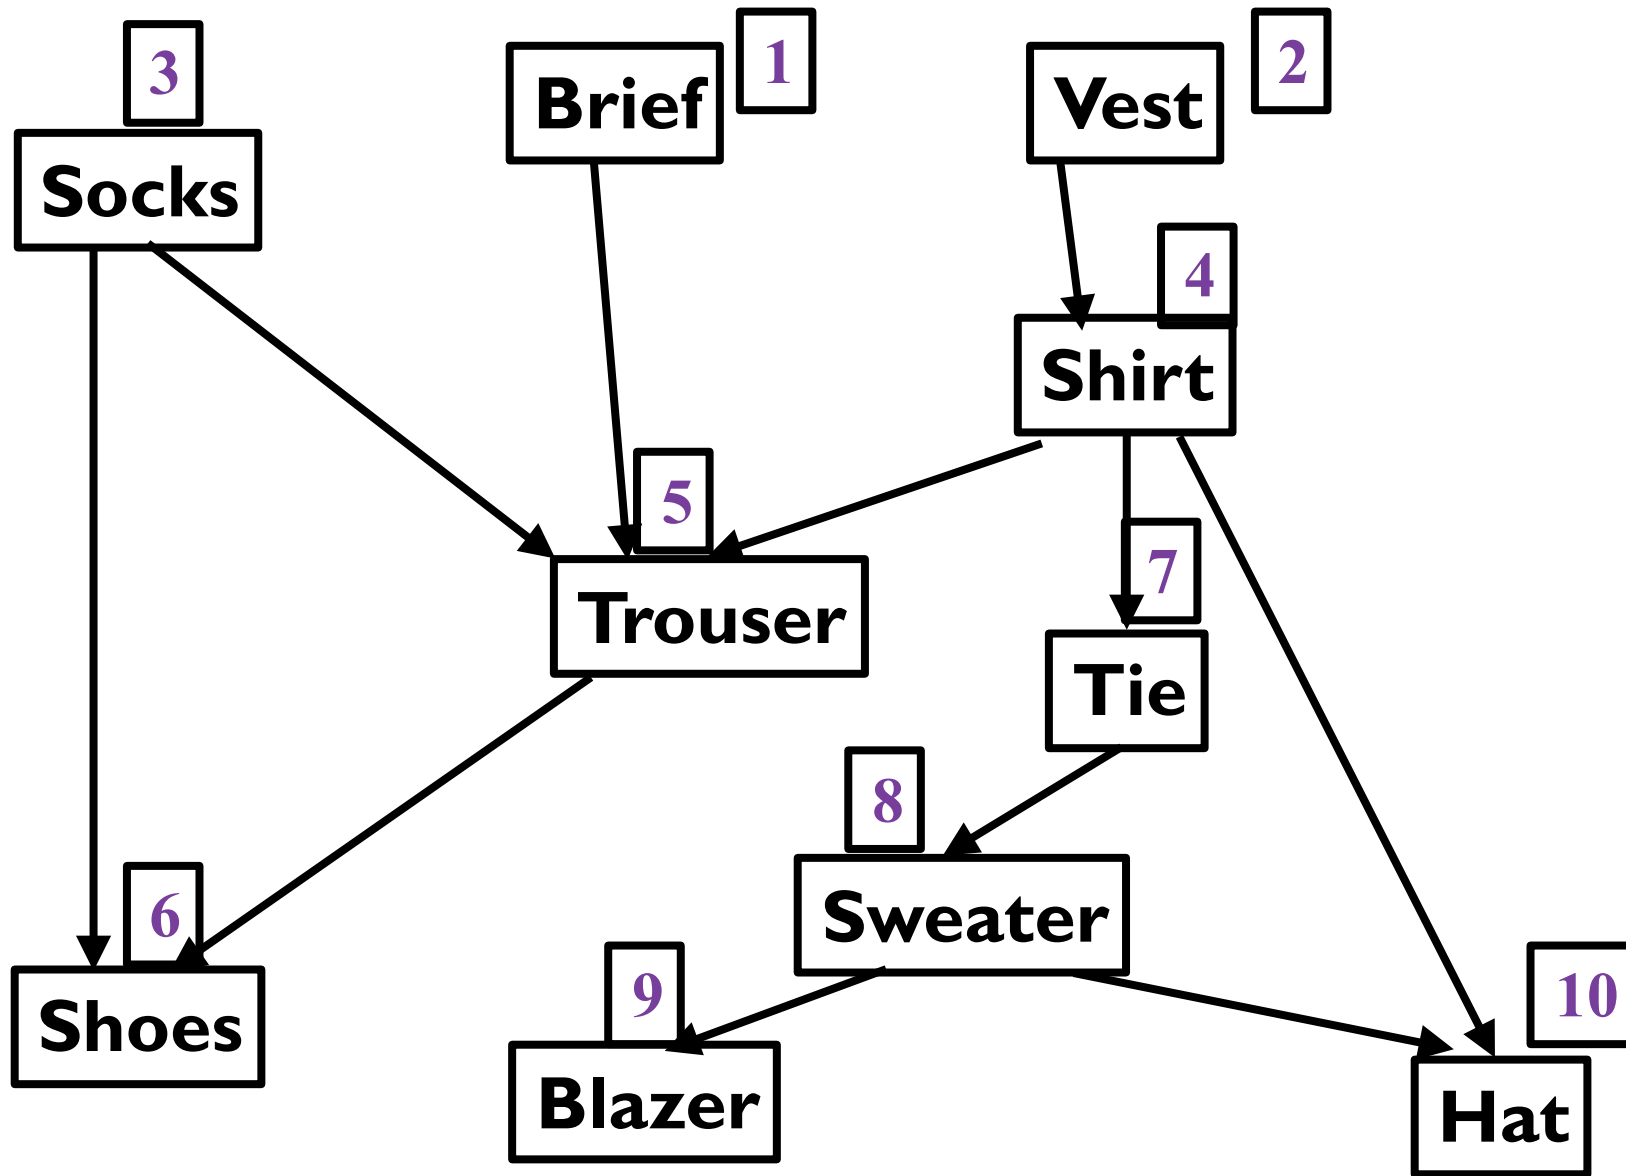 3
1
2
Brief
Vest
Socks
4
Shirt
5
7
Trouser
Tie
8
6
Sweater
9
10
Shoes
Blazer
Hat